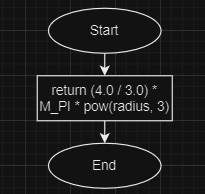 Start
return (4.0 / 3.0) *
M_PI * pow(radius, 3)
End